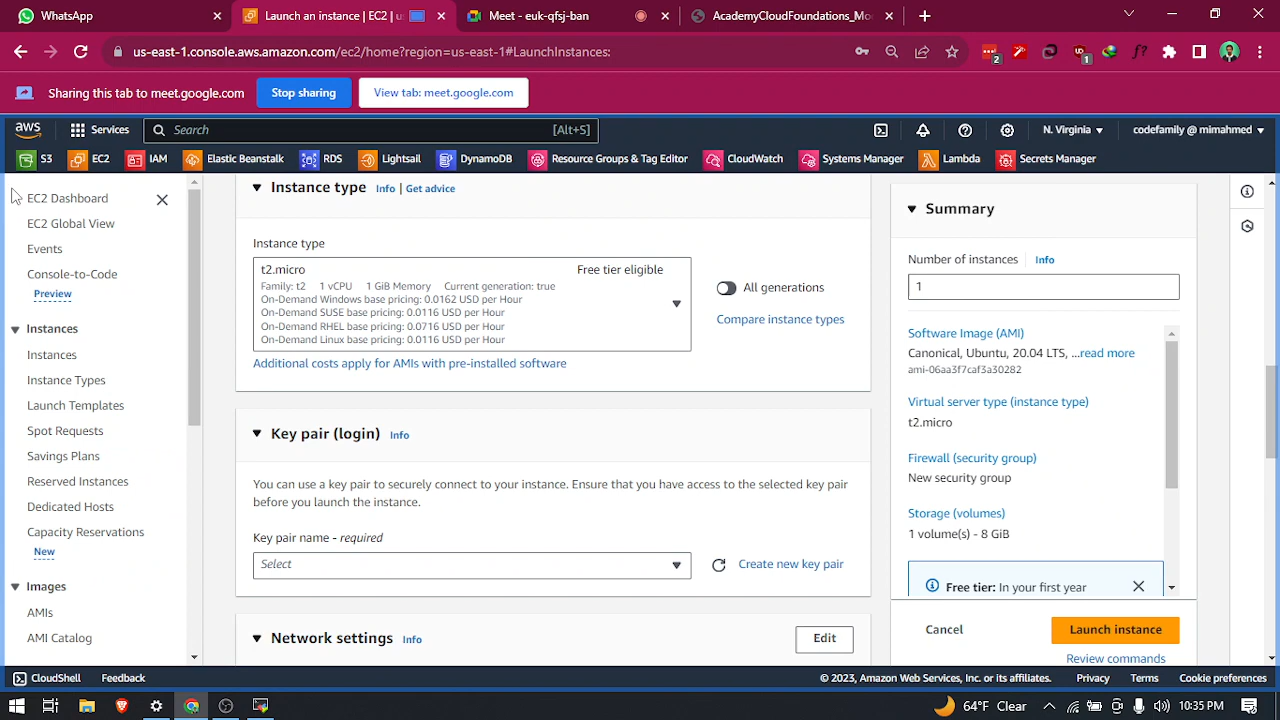 WhatsApp
Launch an instance | EC2 | us
Meet - euk-qfsj-ban
AcademyCloudFoundations_Mo
us-east-1.console.aws.amazon.com/ec2/home?region=us-east-1#LaunchInstances:
2
1
f?
Sharing this tab to meet.google.com
Stop sharing
View tab: meet.google.com
aws
Services
Search
[Alt+S]
N. Virginia
codefamily @ mimahmed
S3
EC2
IAM
Elastic Beanstalk
RDS
Lightsail
DynamoDB
Resource Groups & Tag Editor
CloudWatch
Systems Manager
Lambda
Secrets Manager
EC2 Dashboard
EC2 Global View
Events
Console-to-Code
Preview
Instances
Instances
Instance Types
Launch Templates
Spot Requests
Savings Plans
Reserved Instances
Dedicated Hosts
Capacity Reservations
New
Images
AMIs
AMI Catalog
Instance type Info | Get advice
Instance type
t2.micro Free tier eligible
Family: t2 1 vCPU 1 GiB Memory Current generation: true
On-Demand Windows base pricing: 0.0162 USD per Hour
On-Demand SUSE base pricing: 0.0116 USD per Hour
On-Demand RHEL base pricing: 0.0716 USD per Hour
On-Demand Linux base pricing: 0.0116 USD per Hour
All generations
Compare instance types
Additional costs apply for AMIs with pre-installed software
Key pair (login) Info
You can use a key pair to securely connect to your instance. Ensure that you have access to the selected key pair
before you launch the instance.
Key pair name - required
Select
Create new key pair
Network settings Info
Edit
Summary
Number of instances Info
1
Software Image (AMI)
Canonical, Ubuntu, 20.04 LTS, ...read more
ami-06aa3f7caf3a30282
Virtual server type (instance type)
t2.micro
Firewall (security group)
New security group
Storage (volumes)
1 volume(s) - 8 GiB
Free tier: In your first year
Cancel
Launch instance
Review commands
CloudShell
Feedback
© 2023, Amazon Web Services, Inc. or its affiliates.
Privacy
Terms
Cookie preferences
64°F Clear
10:35 PM